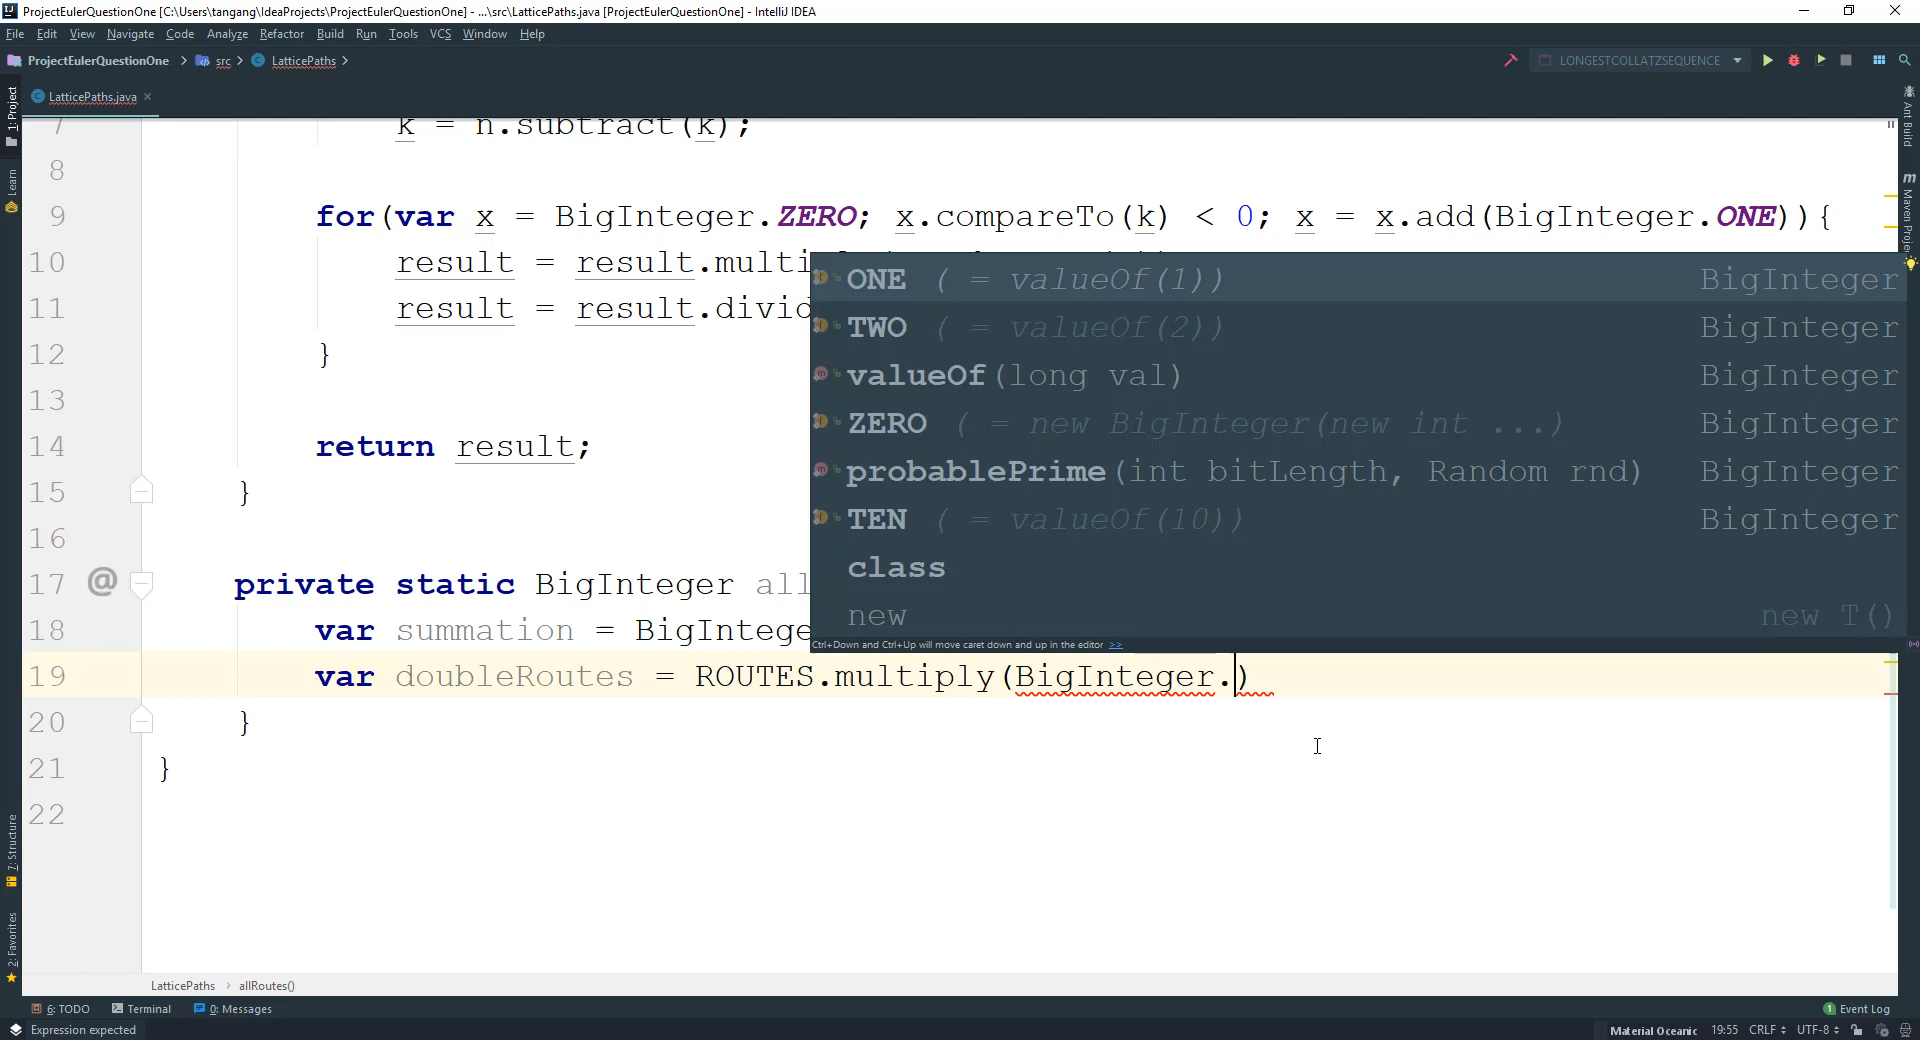 ProjectEulerQuestionOne [C:\Users\tangang\IdeaProjects\ProjectEulerQuestionOne] - ...\src\LatticePaths.java [ProjectEulerQuestionOne] - IntelliJ IDEA
File Edit View Navigate Code Analyze Refactor Build Run Tools VCS Window Help
ProjectEulerQuestionOne src LatticePaths LONGESTCOLLATZSEQUENCE
LatticePaths.java
1: Project
Learn
7: Structure
2: Favorites
Ant Build
Maven Projec
7 k = n.subtract(k);
8
9 for(var x = BigInteger.ZERO; x.compareTo(k) < 0; x = x.add(BigInteger.ONE)){
10 result = result.multi
11 result = result.divid
12 }
13
14 return result;
15 }
16
17 @ private static BigInteger all
18 var summation = BigIntege
19 var doubleRoutes = ROUTES.multiply(BigInteger.)
20 }
21 }
22
ONE ( = valueOf(1)) BigInteger
TWO ( = valueOf(2)) BigInteger
valueOf(long val) BigInteger
ZERO ( = new BigInteger(new int ...) BigInteger
probablePrime(int bitLength, Random rnd) BigInteger
TEN ( = valueOf(10)) BigInteger
class
new new T()
Ctrl+Down and Ctrl+Up will move caret down and up in the editor >>
LatticePaths › allRoutes()
6: TODO Terminal 0: Messages 1 Event Log
Expression expected Material Oceanic 19:55 CRLF UTF-8